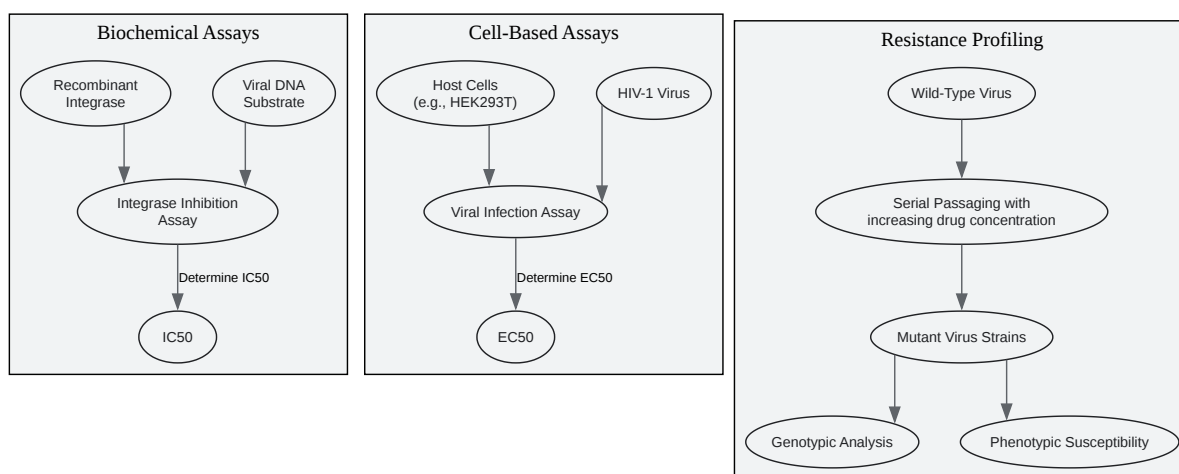 Biochemical Assays
Recombinant
Integrase
Viral DNA
Substrate
Integrase Inhibition
Assay
Determine IC50
IC50
Cell-Based Assays
Host Cells
(e.g., HEK293T)
HIV-1 Virus
Viral Infection Assay
Determine EC50
EC50
Resistance Profiling
Wild-Type Virus
Serial Passaging with
increasing drug concentration
Mutant Virus Strains
Genotypic Analysis
Phenotypic Susceptibility